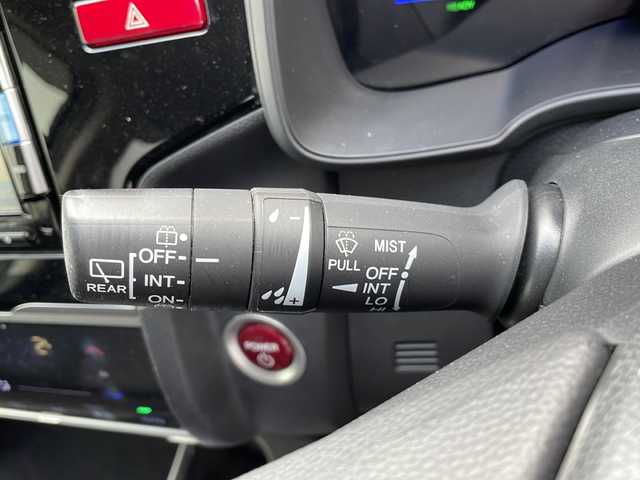 OFF
INT
ON
REAR
PULL
MIST
OFF
INT
LO
HI
POWER